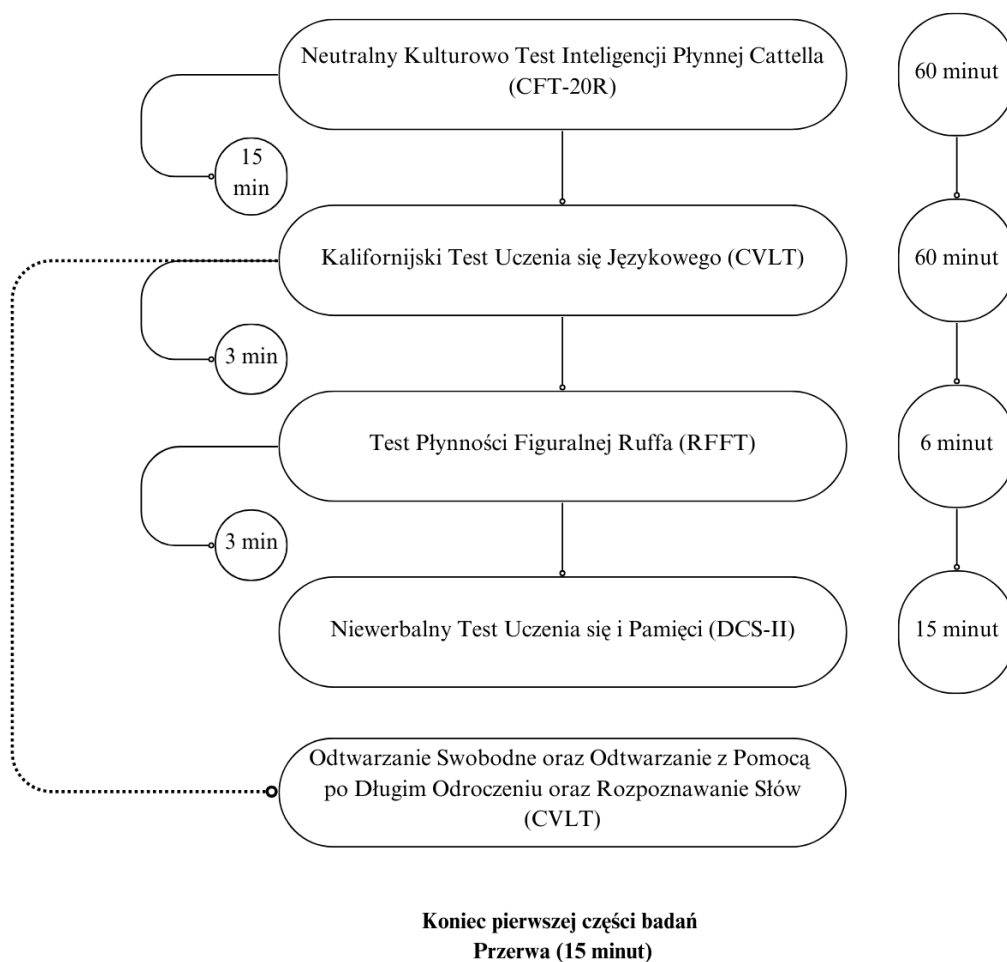 Neutralny Kulturowo Test Inteligencji Płynnej Cattella
(CFT-20R)
60 minut
15
min
Kalifornijski Test Uczenia się Językowego (CVLT)
60 minut
3 min
Test Płynności Figuralnej Ruffa (RFFT)
6 minut
3 min
Niewerbalny Test Uczenia się i Pamięci (DCS-II)
15 minut
Odtwarzanie Swobodne oraz Odtwarzanie z Pomocą
po Długim Odroczeniu oraz Rozpoznawanie Słów
(CVLT)
Koniec pierwszej części badań
Przerwa (15 minut)